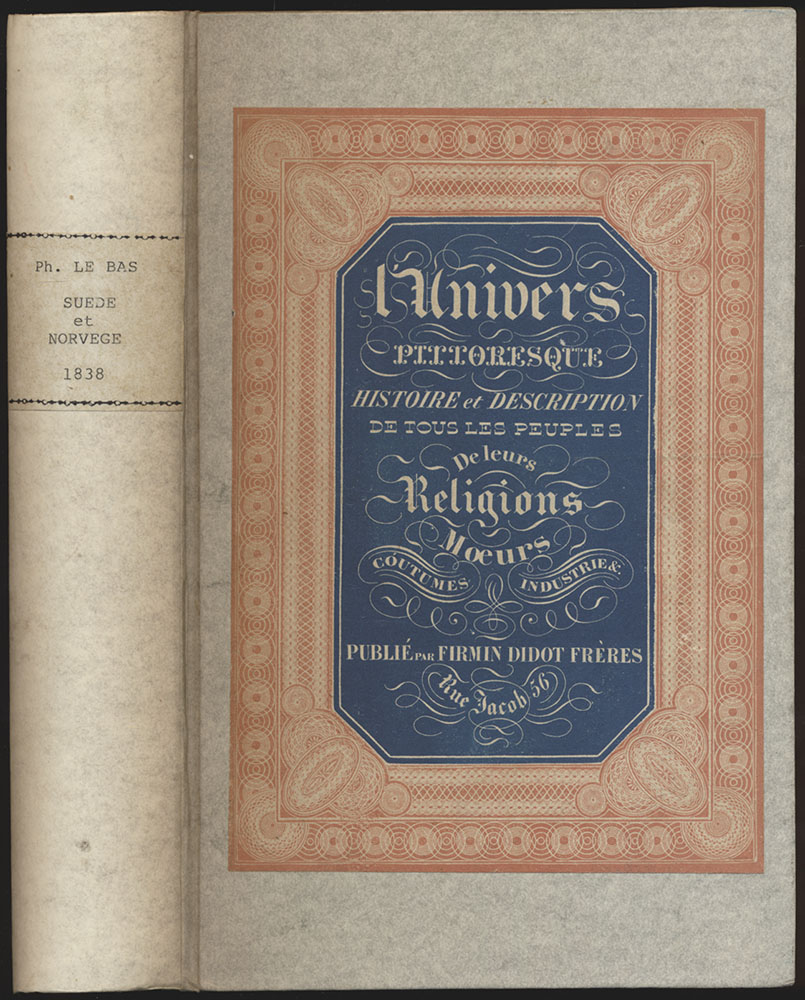 Ph. LE BAS
SUEDE
et
NORVEGE
1838
l'Univers
PITTORESQUE
HISTOIRE et DESCRIPTION
DE TOUS LES PEUPLES
De leurs
Religions
Mœurs
COUTUMES INDUSTRIE &.
PUBLIÉ PAR FIRMIN DIDOT FRÈRES
Rue Jacob 56